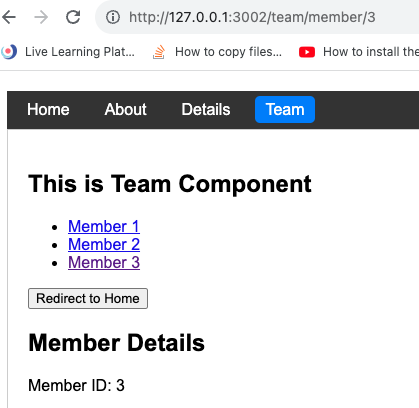 http://127.0.0.1:3002/team/member/3
Live Learning Plat... How to copy files... How to install the
Home About Details Team
This is Team Component
Member 1
Member 2
Member 3
Redirect to Home
Member Details
Member ID: 3